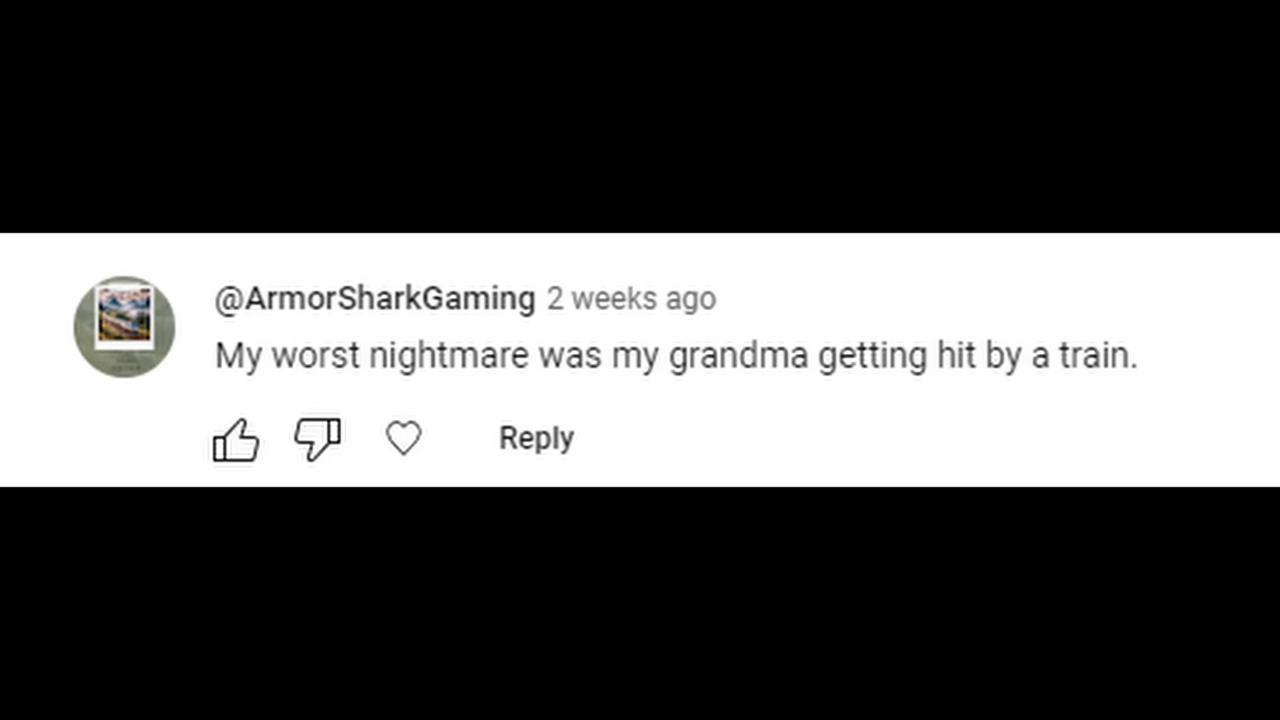 @ArmorSharkGaming 2 weeks ago
My worst nightmare was my grandma getting hit by a train.
Reply